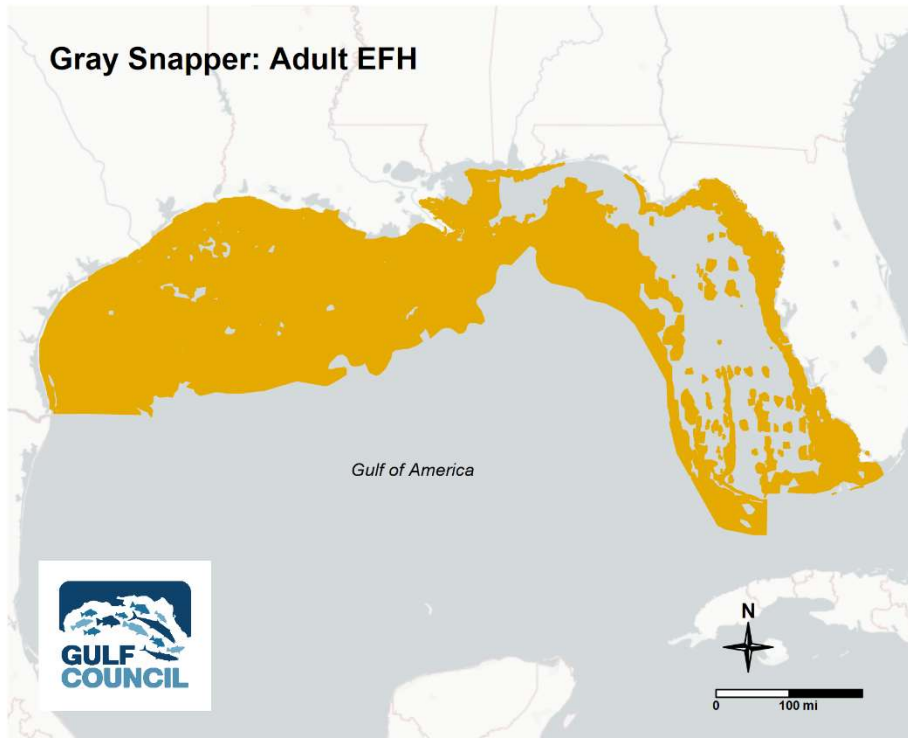 Gray Snapper: Adult EFH
Gulf of America
GULF
COUNCIL
N
0 100 mi